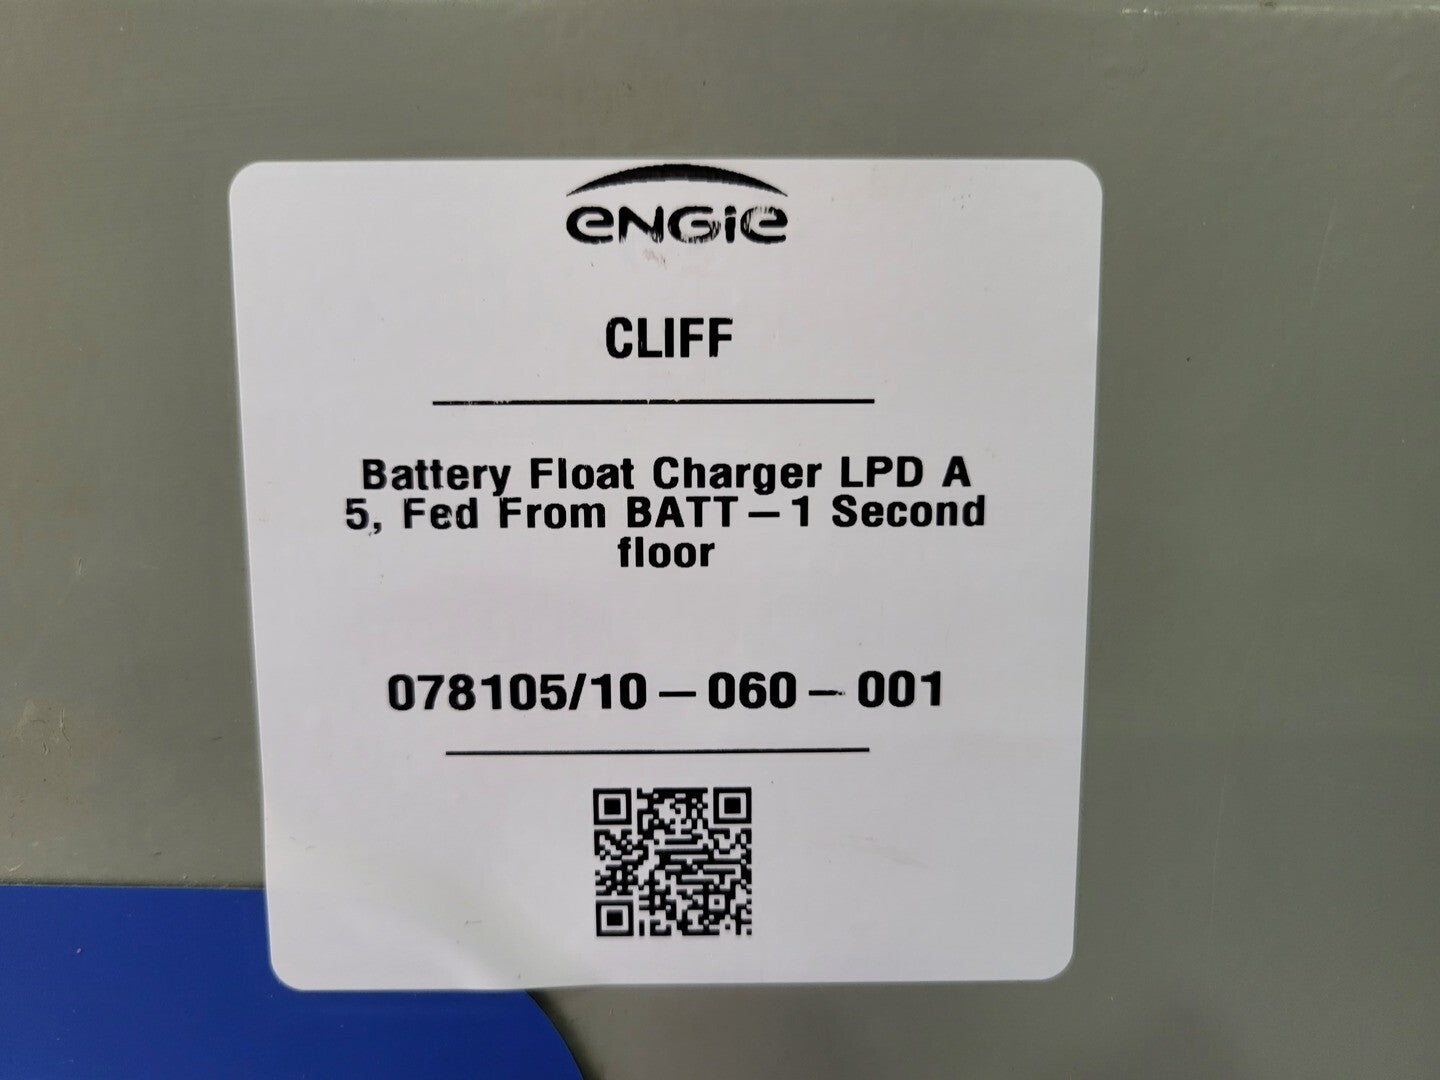 ENGIE
CLIFF
Battery Float Charger LPD A
5, Fed From BATT-1 Second
floor
078105/10-060-001